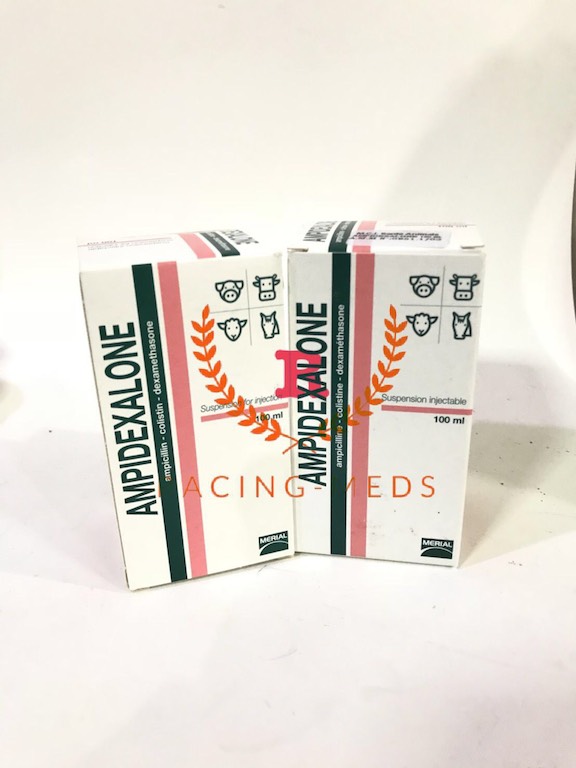 AMPIDEXALONE
ampicillin - colistin - dexamethasone
Suspension for injection
100 ml
MERIAL
AMPIDEXALONE
ampicilline - colistine - dexaméthasone
Suspension injectable
100 ml
MERIAL
RACING-MEDS